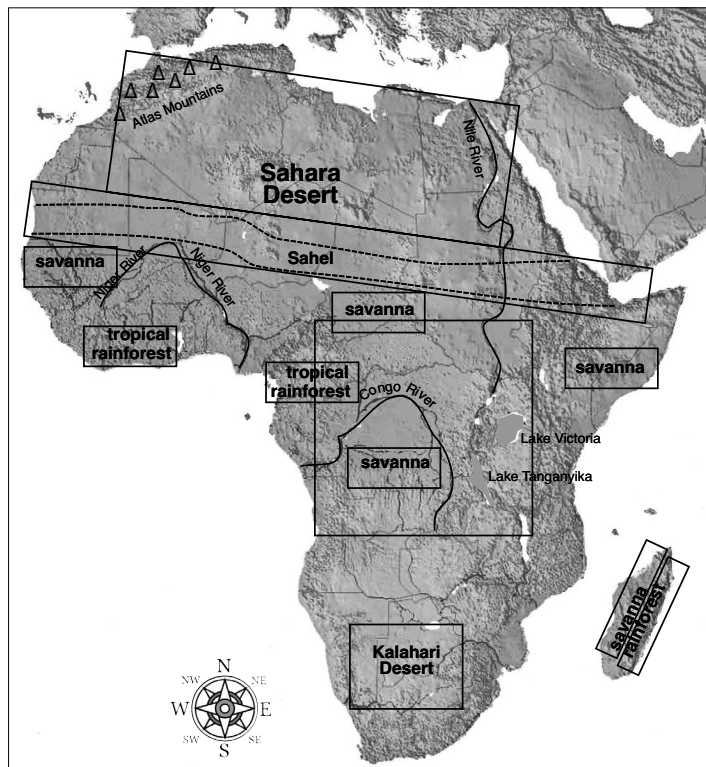 Atlas Mountains
Nile River
Sahara
Desert
Sahel
savanna
Niger River
Niger River
savanna
tropical
rainforest
tropical
rainforest
savanna
Congo River
Lake Victoria
savanna
Lake Tanganyika
savanna
rainforest
Kalahari
Desert
N
NW
NE
W
E
SW
SE
S